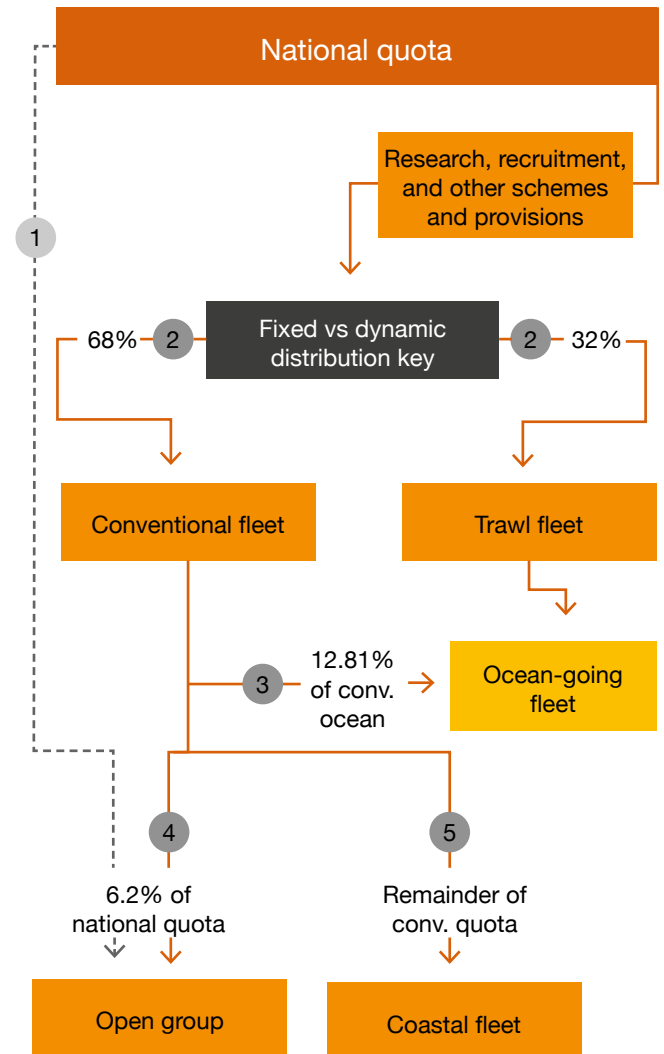 National quota
Research, recruitment,
and other schemes
and provisions
1
68%
2
Fixed vs dynamic
distribution key
2
32%
Conventional fleet
Trawl fleet
3
12.81%
of conv.
ocean
Ocean-going
fleet
4
5
6.2% of
national quota
Remainder of
conv. quota
Open group
Coastal fleet